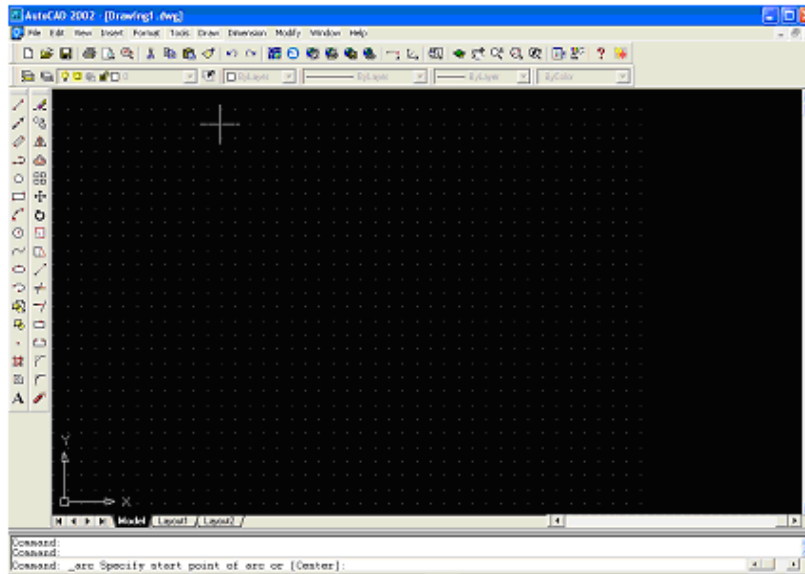 AutoCAD 2002 - [Drawing1.dwg]
File Edit View Insert Format Tools Draw Dimension Modify Window Help
0 ByLayer ByLayer ByLayer ByColor
A
Y
X
Model Layout1 Layout2
Command:
Command:
Command: _arc Specify start point of arc or [Center]: